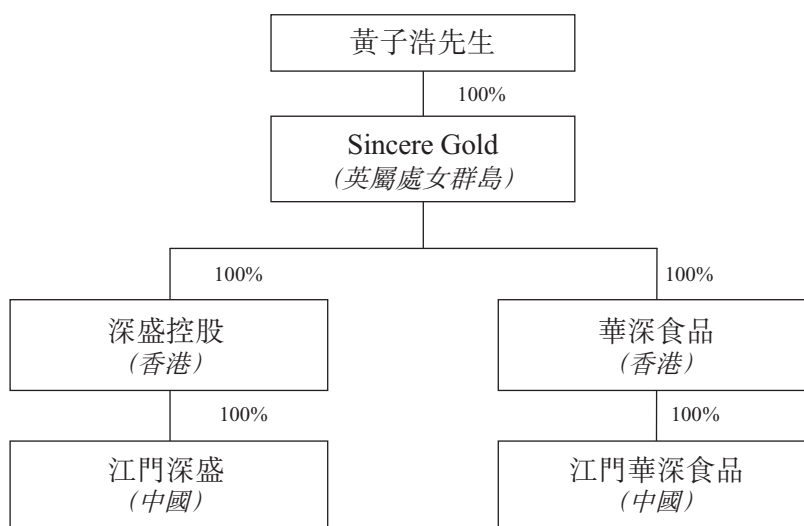 黃子浩先生
100%
Sincere Gold
（英屬處女群島）
100%
100%
深盛控股
（香港）
華深食品
（香港）
100%
100%
江門深盛
（中國）
江門華深食品
（中國）